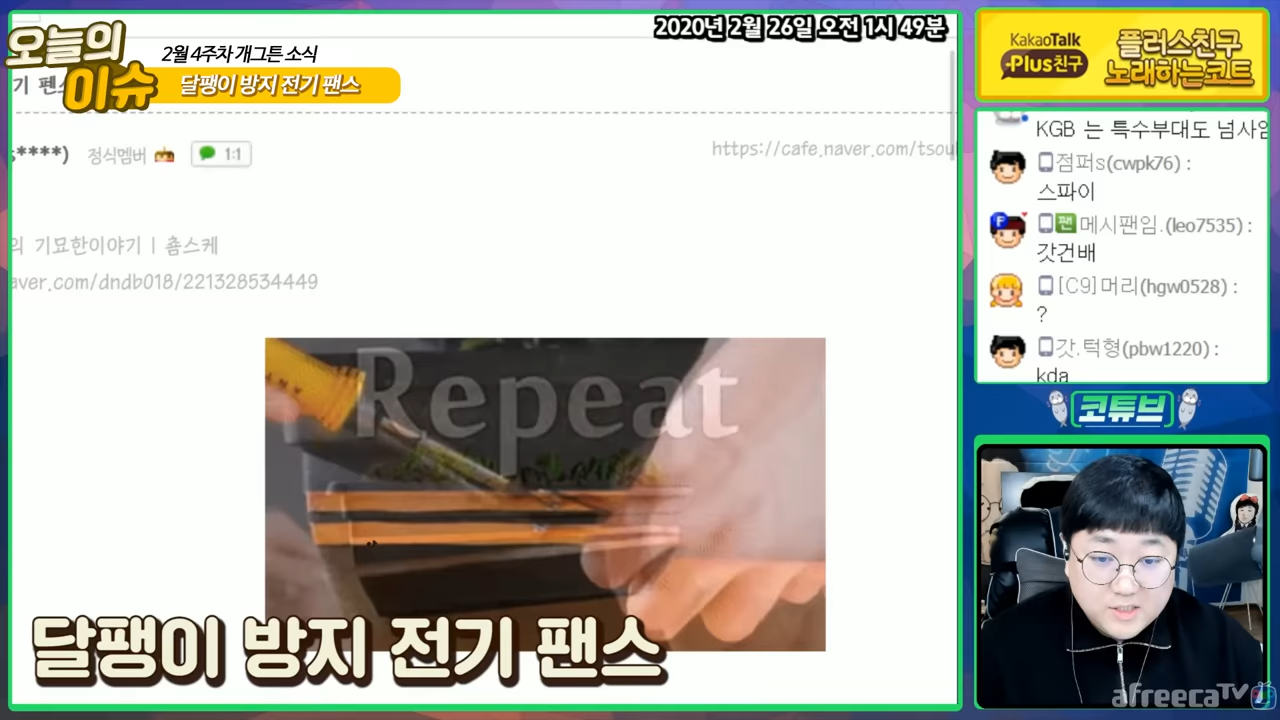 오늘의
이슈
2월 4주차 개그튼 소식
달팽이 방지 전기 팬스
2020년 2월 26일 오전 1시 49분
기 펜
s****) 정식멤버 1:1
https://cafe.naver.com/tsou
의 기묘한이야기 | 촘스케
aver.com/dndb018/221328534449
Repeat
달팽이 방지 전기 팬스
KakaoTalk
Plus친구
플러스친구
노래하는코트
KGB 는 특수부대도 넘사
점퍼s(cwpk76) :
스파이
팬 메시팬임.(leo7535) :
갓건배
[C9]머리(hgw0528) :
?
갓.턱형(pbw1220) :
kda
코튜브
afreecaTV